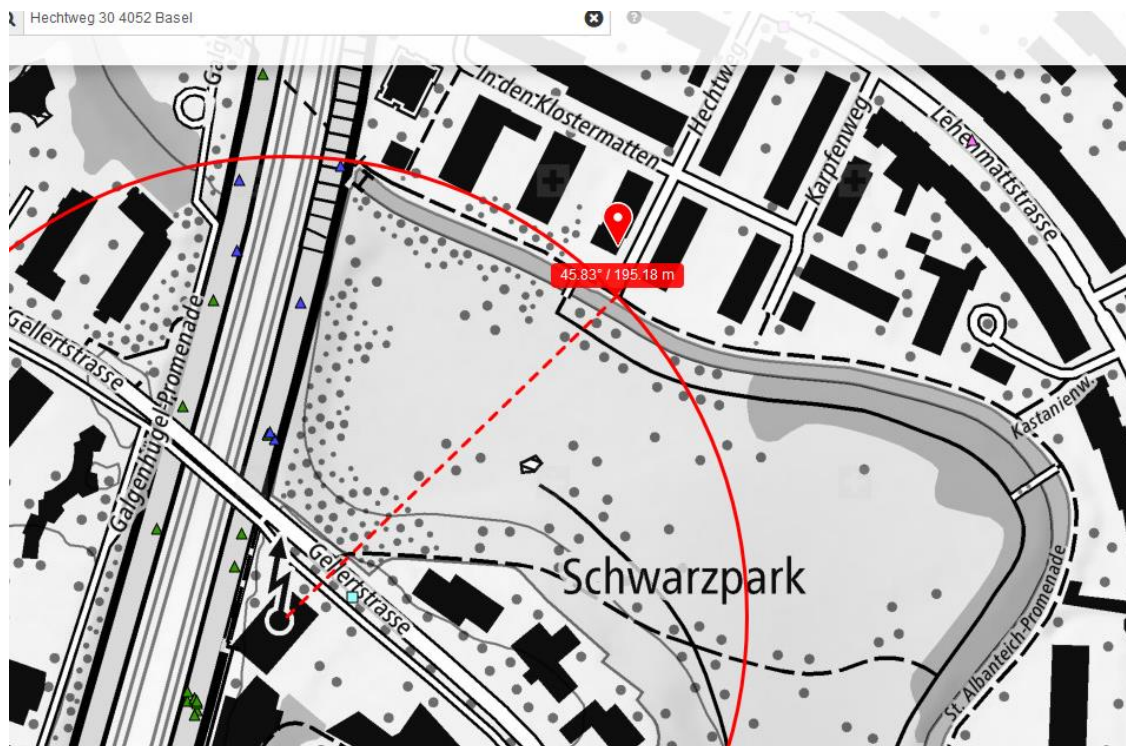 Hechtweg 30 4052 Basel
Galg
In den Klostermatten
Hechtweg
Karpfenweg
Lehenmattstrasse
45.83° / 195.18 m
Gellertstrasse
Galgenhügel-Promenade
Kastanienw.
Gellertstrasse
Schwarzpark
St. Albanteich-Promenade